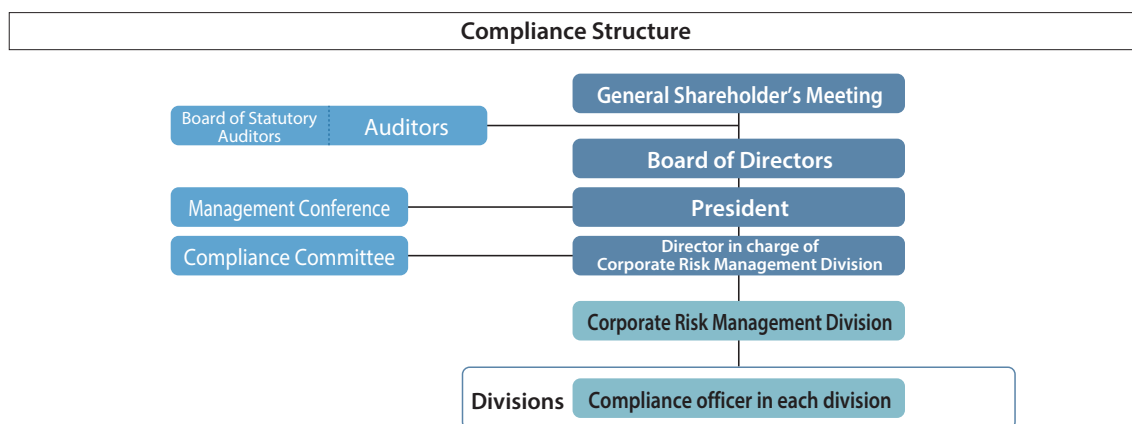 Compliance Structure
General Shareholder's Meeting
Board of Statutory
Auditors
Auditors
Board of Directors
Management Conference
President
Compliance Committee
Director in charge of
Corporate Risk Management Division
Corporate Risk Management Division
Divisions
Compliance officer in each division